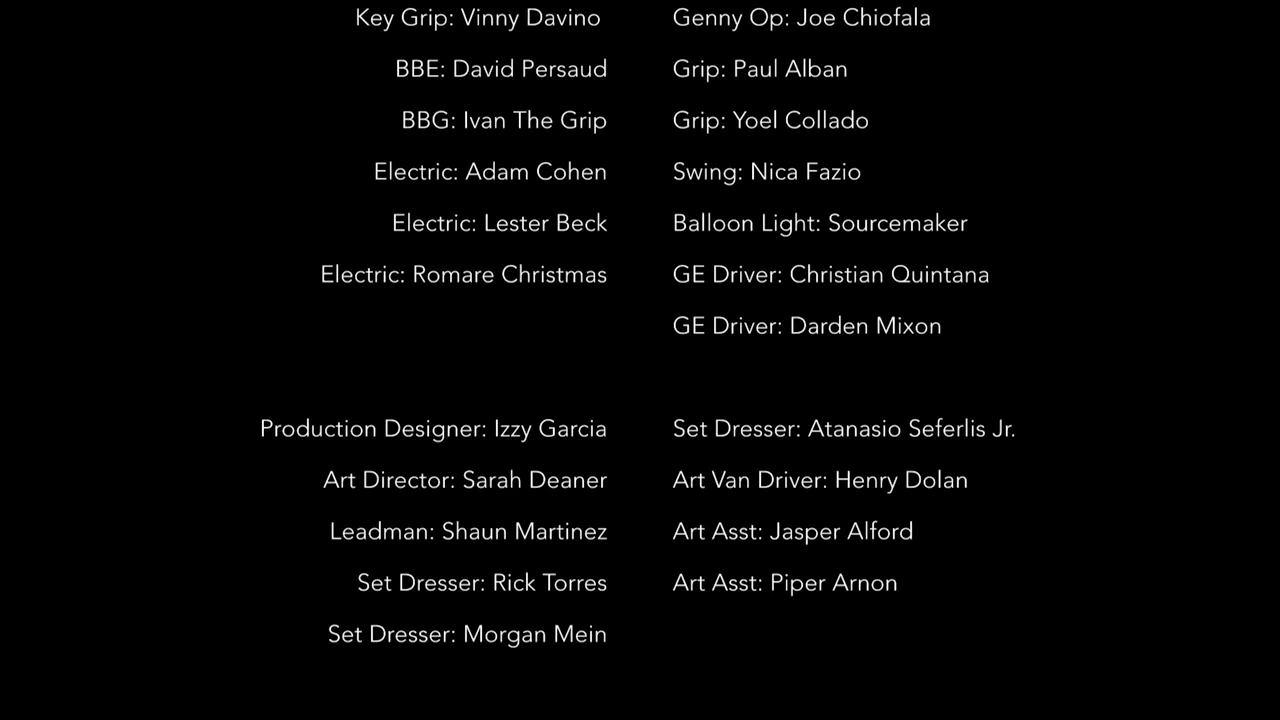 Key Grip: Vinny Davino
BBE: David Persaud
BBG: Ivan The Grip
Electric: Adam Cohen
Electric: Lester Beck
Electric: Romare Christmas
Genny Op: Joe Chiofala
Grip: Paul Alban
Grip: Yoel Collado
Swing: Nica Fazio
Balloon Light: Sourcemaker
GE Driver: Christian Quintana
GE Driver: Darden Mixon
Production Designer: Izzy Garcia
Art Director: Sarah Deaner
Leadman: Shaun Martinez
Set Dresser: Rick Torres
Set Dresser: Morgan Mein
Set Dresser: Atanasio Seferlis Jr.
Art Van Driver: Henry Dolan
Art Asst: Jasper Alford
Art Asst: Piper Arnon